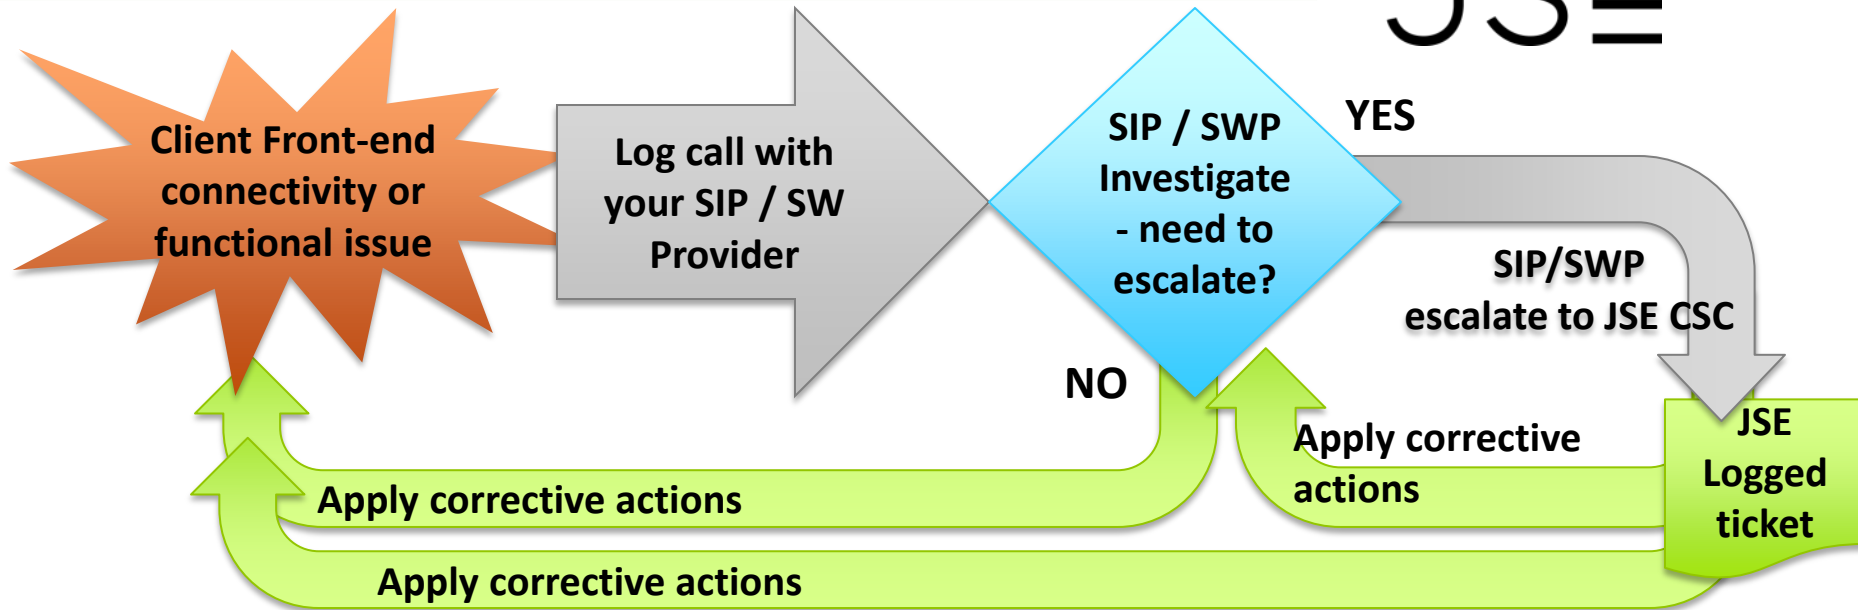 JSE
Client Front-end
connectivity or
functional issue
Log call with
your SIP / SW
Provider
SIP / SWP
Investigate
- need to
escalate?
YES
SIP/SWP
escalate to JSE CSC
NO
Apply corrective
actions
JSE
Logged
ticket
Apply corrective actions
Apply corrective actions